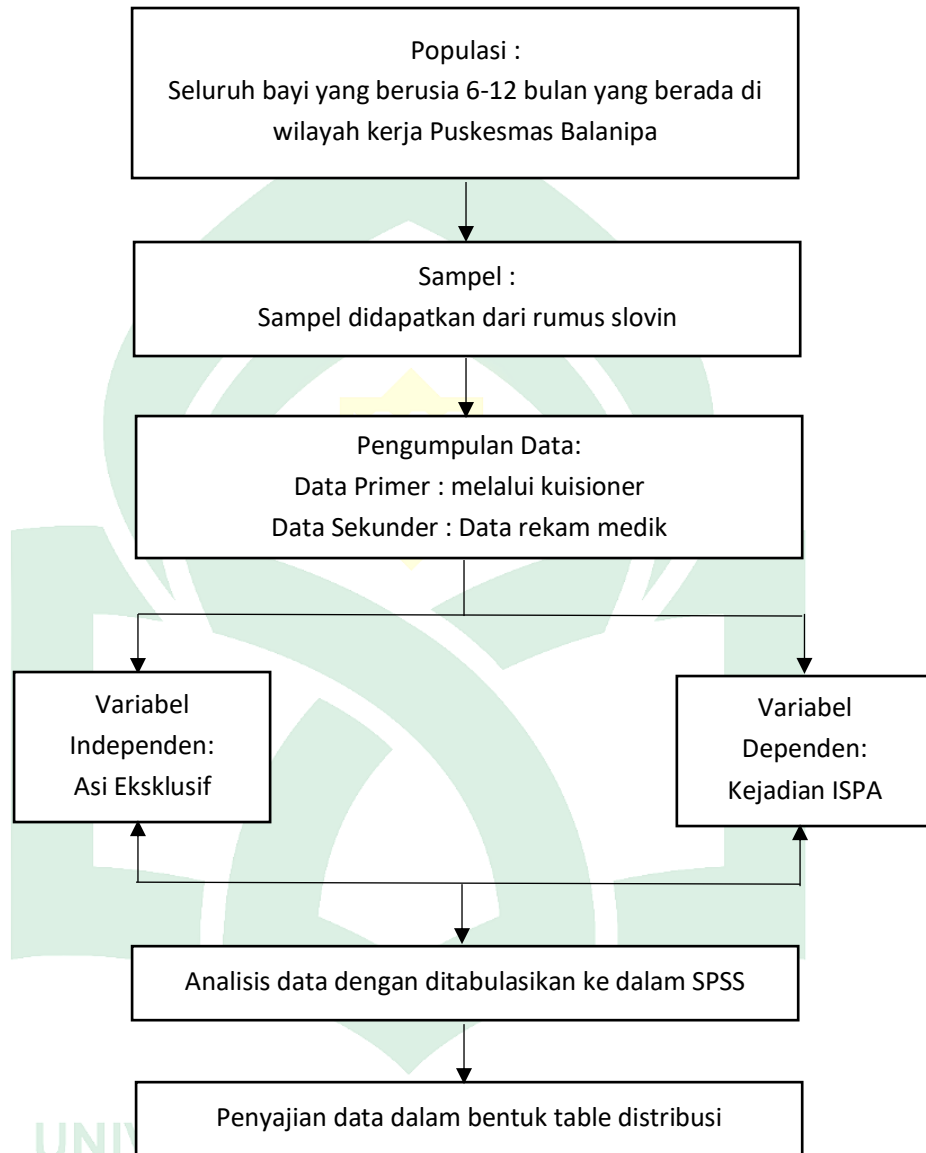 Populasi :
Seluruh bayi yang berusia 6-12 bulan yang berada di
wilayah kerja Puskesmas Balanipa
Sampel :
Sampel didapatkan dari rumus slovin
Pengumpulan Data:
Data Primer : melalui kuisioner
Data Sekunder : Data rekam medik
Variabel
Independen:
Asi Eksklusif
Variabel
Dependen:
Kejadian ISPA
Analisis data dengan ditabulasikan ke dalam SPSS
Penyajian data dalam bentuk table distribusi